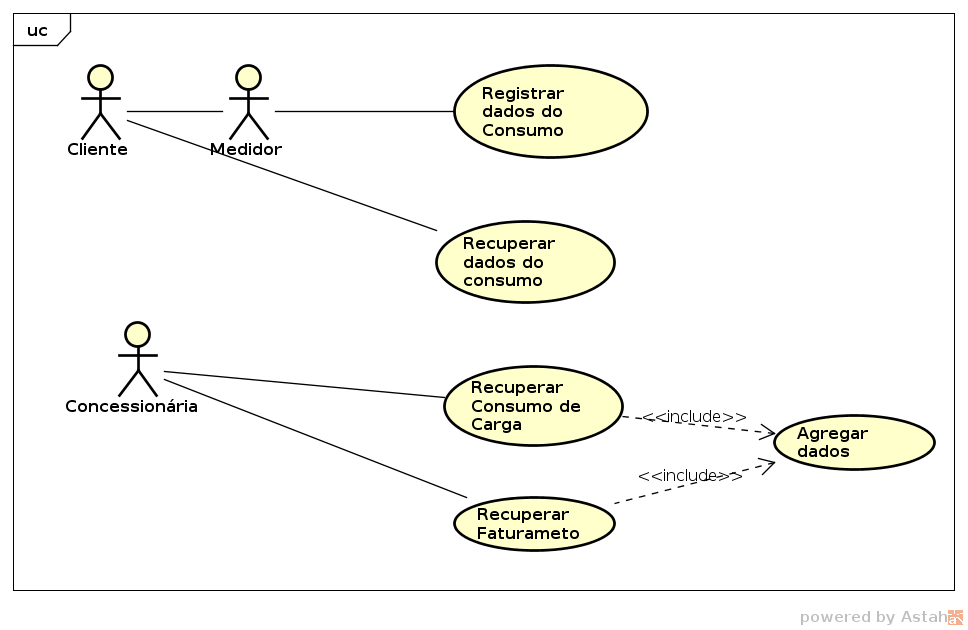 uc
Cliente
Medidor
Registrar
dados do
Consumo
Recuperar
dados do
consumo
Concessionária
Recuperar
Consumo de
Carga
<<include>>
Agregar
dados
<<include>>
Recuperar
Faturameto
powered by Astah